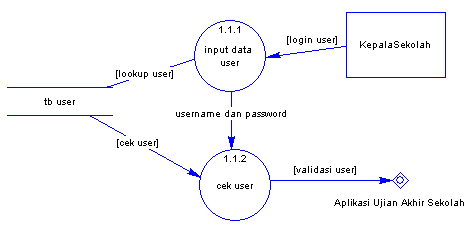 1.1.1
input data
user
[login user]
KepalaSekolah
[lookup user]
tb user
username dan password
[cek user]
1.1.2
cek user
[validasi user]
Aplikasi Ujian Akhir Sekolah